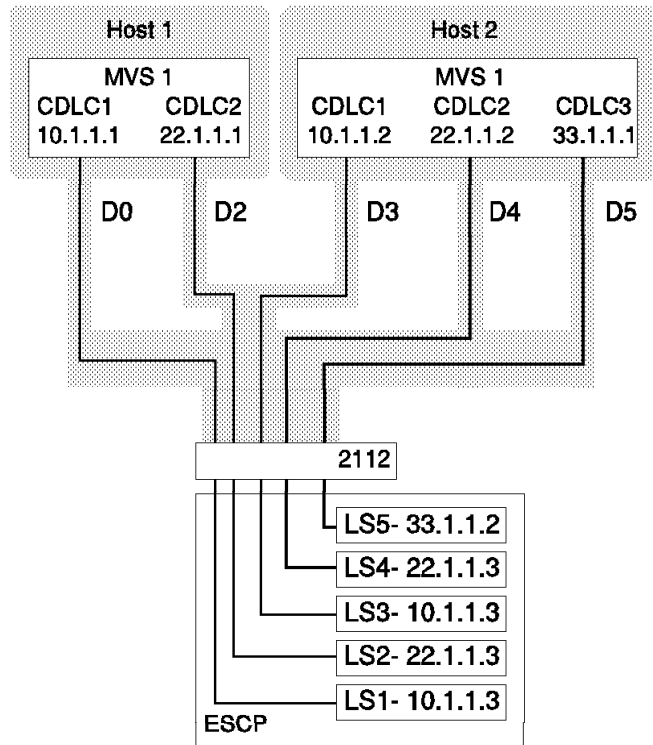 Host 1
Host 2
MVS 1
CDLC1 CDLC2
10.1.1.1 22.1.1.1
MVS 1
CDLC1 CDLC2 CDLC3
10.1.1.2 22.1.1.2 33.1.1.1
D0 D2 D3 D4 D5
2112
LS5- 33.1.1.2
LS4- 22.1.1.3
LS3- 10.1.1.3
LS2- 22.1.1.3
LS1- 10.1.1.3
ESCP